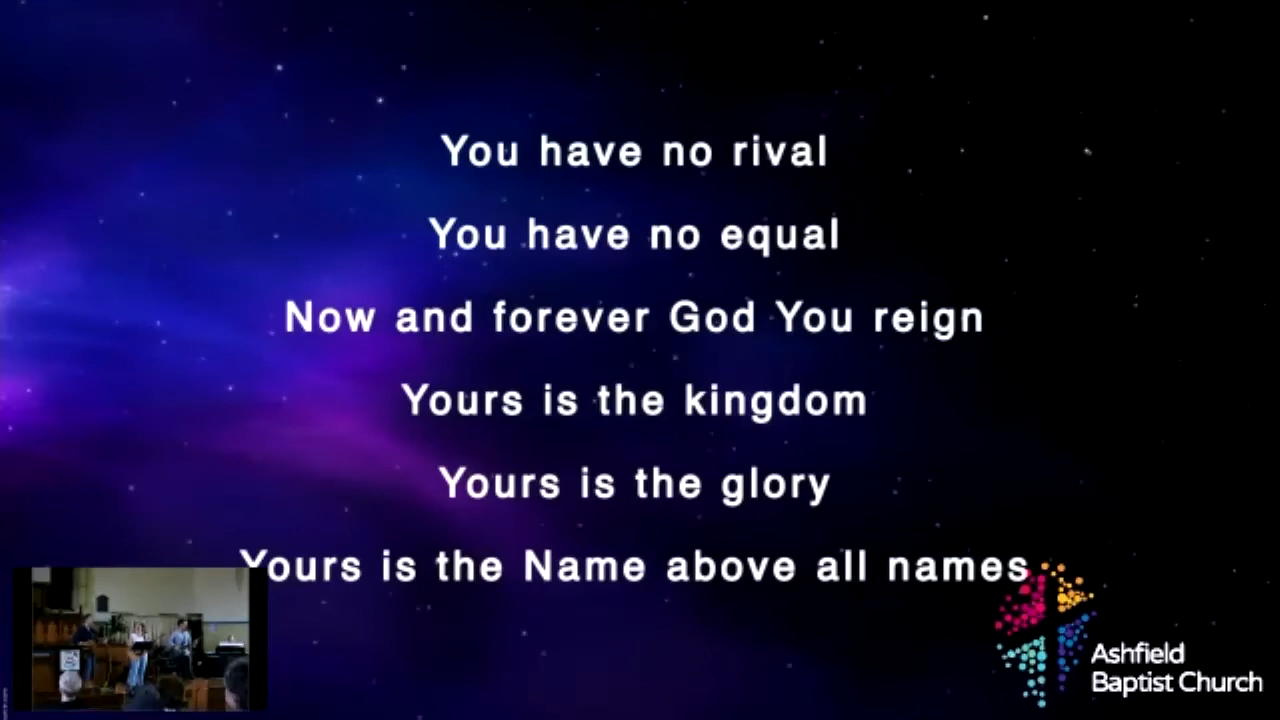 You have no rival
You have no equal
Now and forever God You reign
Yours is the kingdom
Yours is the glory
Yours is the Name above all names
Ashfield
Baptist Church